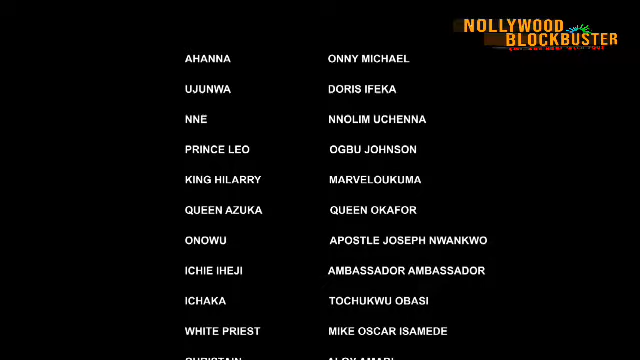 NOLLYWOOD
BLOCKBUSTER
AHANNA ONNY MICHAEL
UJUNWA DORIS IFEKA
NNE NNOLIM UCHENNA
PRINCE LEO OGBU JOHNSON
KING HILARRY MARVELOUKUMA
QUEEN AZUKA QUEEN OKAFOR
ONOWU APOSTLE JOSEPH NWANKWO
ICHIE IHEJI AMBASSADOR AMBASSADOR
ICHAKA TOCHUKWU OBASI
WHITE PRIEST MIKE OSCAR ISAMEDE